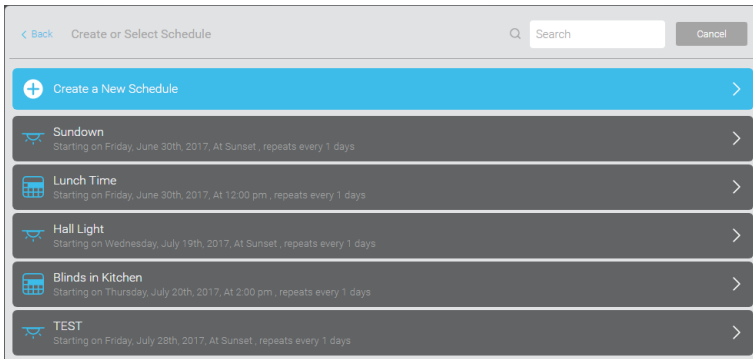 Back Create or Select Schedule Search Cancel
Create a New Schedule
Sundown
Starting on Friday, June 30th, 2017, At Sunset , repeats every 1 days
Lunch Time
Starting on Friday, June 30th, 2017, At 12:00 pm , repeats every 1 days
Hall Light
Starting on Wednesday, July 19th, 2017, At Sunset , repeats every 1 days
Blinds in Kitchen
Starting on Thursday, July 20th, 2017, At 2:00 pm , repeats every 1 days
TEST
Starting on Friday, July 28th, 2017, At Sunset , repeats every 1 days